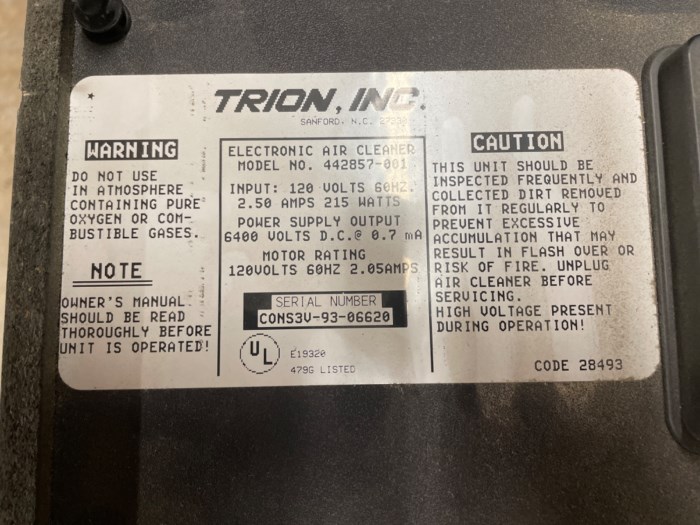 TRION, INC.
SANFORD, N.C.
WARNING
DO NOT USE
IN ATMOSPHERE
CONTAINING PURE
OXYGEN OR COM-
BUSTIBLE GASES.
NOTE
OWNER'S MANUAL
SHOULD BE READ
THOROUGHLY BEFORE
UNIT IS OPERATED!
ELECTRONIC AIR CLEANER
MODEL NO. 442857-001
INPUT: 120 VOLTS 60HZ.
2.50 AMPS 215 WATTS
POWER SUPPLY OUTPUT
6400 VOLTS D.C.@ 0.7 mA
MOTOR RATING
120VOLTS 60HZ 2.05AMPS
SERIAL NUMBER
CONS3V-93-06620
UL
E19320
479G LISTED
CAUTION
THIS UNIT SHOULD BE
INSPECTED FREQUENTLY AND
COLLECTED DIRT REMOVED
FROM IT REGULARLY TO
PREVENT EXCESSIVE
ACCUMULATION THAT MAY
RESULT IN FLASH OVER OR
RISK OF FIRE. UNPLUG
AIR CLEANER BEFORE
SERVICING.
HIGH VOLTAGE PRESENT
DURING OPERATION!
CODE 28493